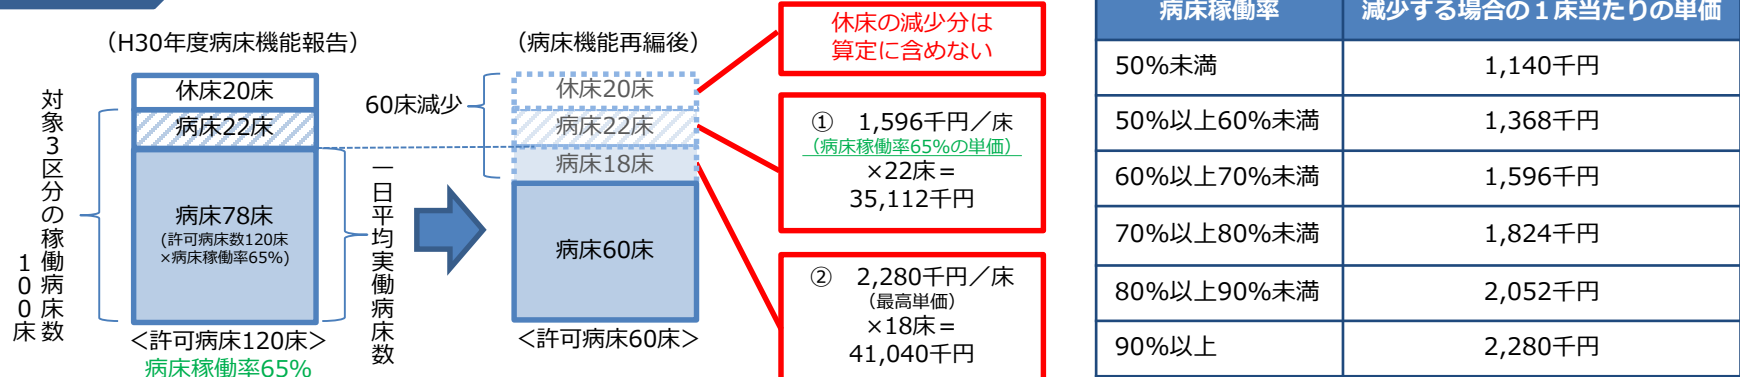 （H30年度病床機能報告）
休床20床
病床22床
病床78床
(許可病床数120床
×病床稼働率65%)
＜許可病床120床＞
病床稼働率65%
対象３区分の稼働病床数
１００床
一日平均実働病床数
（病床機能再編後）
60床減少
休床20床
病床22床
病床18床
病床60床
＜許可病床60床＞
休床の減少分は
算定に含めない
①　1,596千円／床
（病床稼働率65%の単価）
×22床＝
35,112千円
②　2,280千円／床
（最高単価）
×18床＝
41,040千円
病床稼働率　減少する場合の１床当たりの単価
50%未満　1,140千円
50%以上60%未満　1,368千円
60%以上70%未満　1,596千円
70%以上80%未満　1,824千円
80%以上90%未満　2,052千円
90%以上　2,280千円